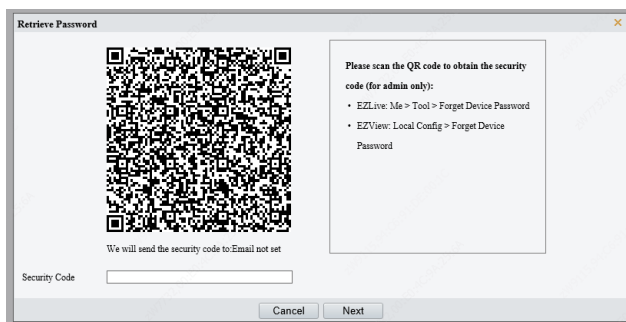 Retrieve Password
Please scan the QR code to obtain the security
code (for admin only):
• EZLive: Me > Tool > Forget Device Password
• EZView: Local Config > Forget Device
Password
We will send the security code to:Email not set
Security Code
Cancel
Next